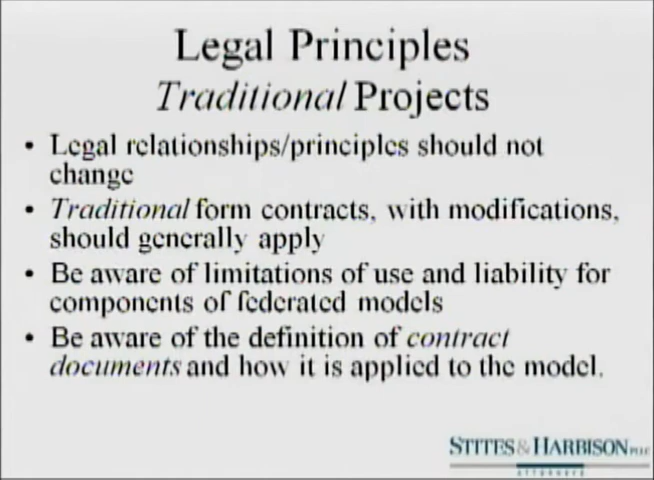 Legal Principles
Traditional Projects
• Legal relationships/principles should not
change
• Traditional form contracts, with modifications,
should generally apply
• Be aware of limitations of use and liability for
components of federated models
• Be aware of the definition of contract
documents and how it is applied to the model.
STITES & HARBISON PLLC
ATTORNEYS